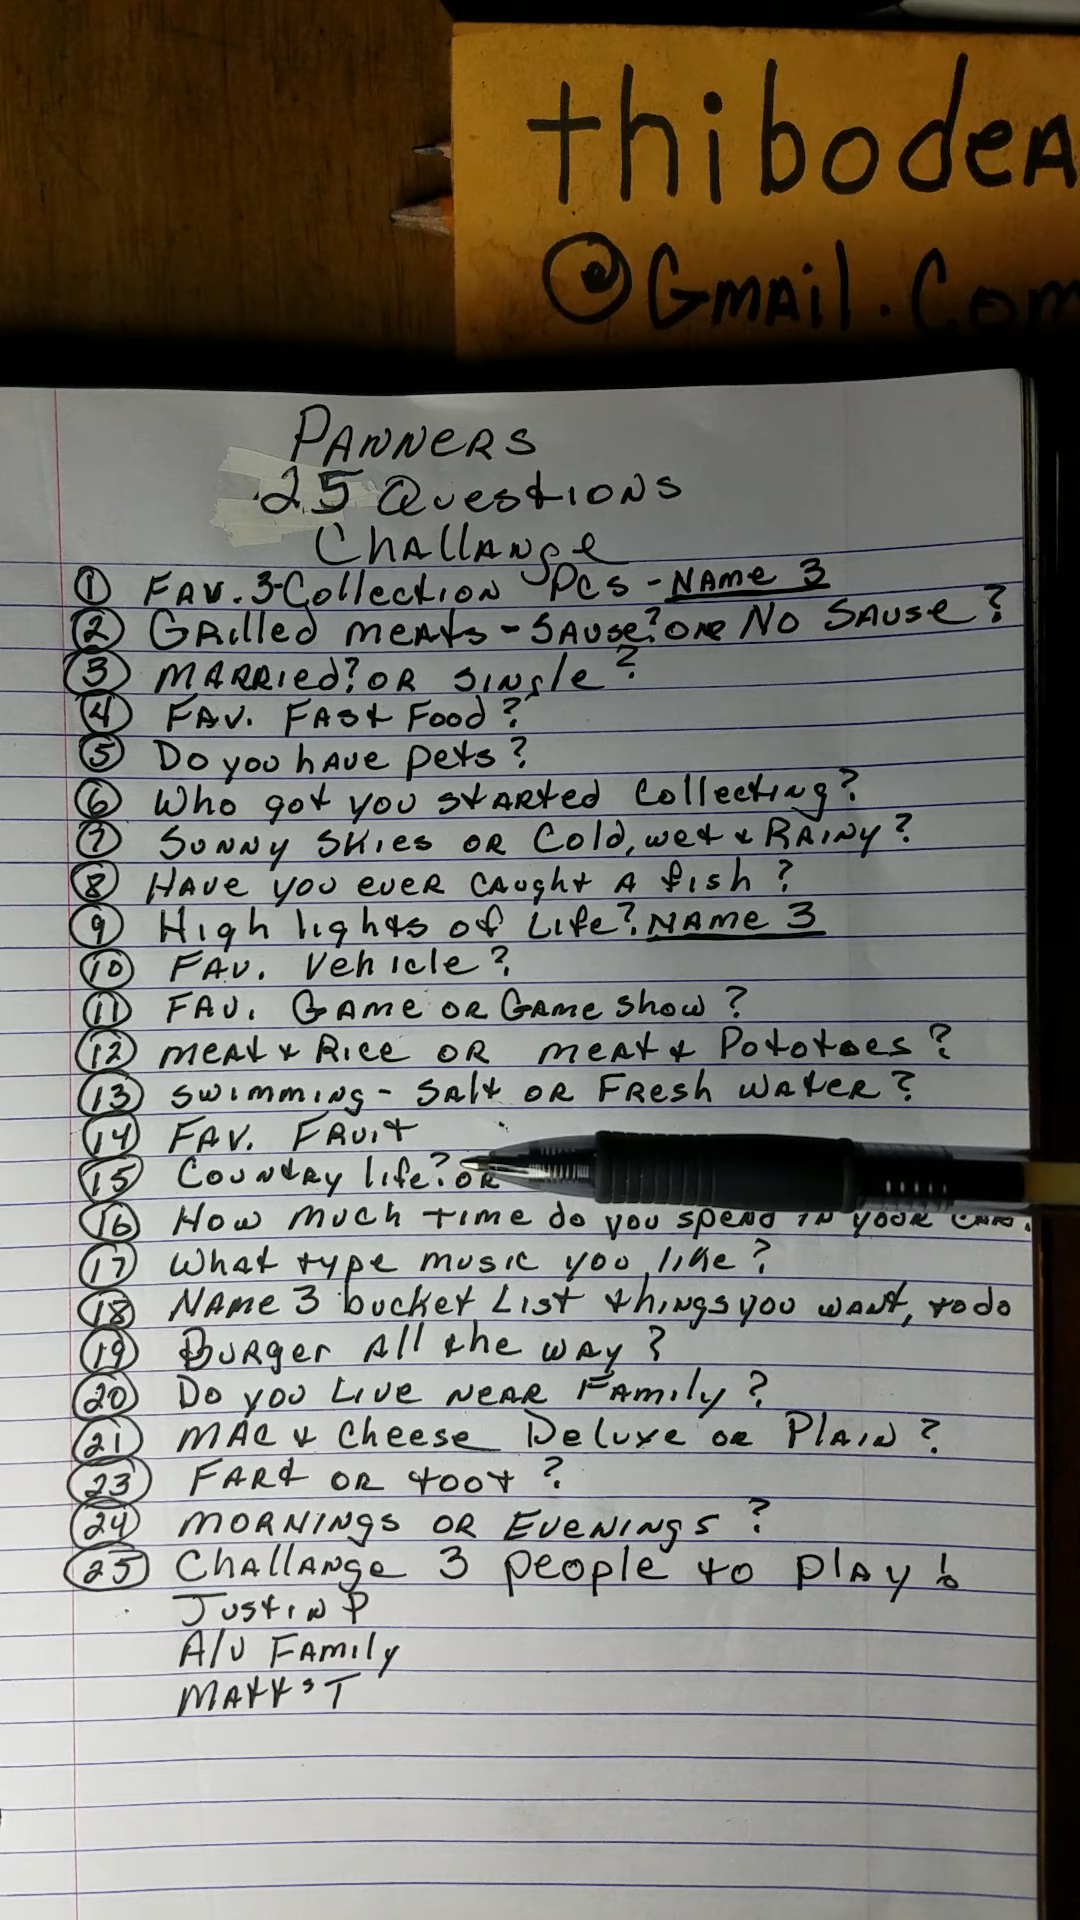 thibodeA
@GmAil.Com
PANNERS
25 Questions
Challange
1 FAV. 3-Collection Pcs - NAMe 3
2 GRilled meAts - SAuse? ore No SAuse?
3 MARRied? OR single?
4 FAV. FAst Food?
5 Do you hAve pets?
6 Who got you stARted Collecting?
7 Sunny SKies OR Cold, wet & RAiNy?
8 HAve you eveR CAught A fish?
9 High lights of Life? NAMe 3
10 FAV. Vehicle?
11 FAV. GAme OR GAme show?
12 meAt & Rice OR meAt & Pototoes?
13 swimming - SAlt OR FResh WAteR?
14 FAV. FRuit
15 CountRy life? OR
16 How much time do you spend in youR
17 WhAt type music you like?
18 NAme 3 bucket List things you wAnt, to do
19 BuRgeR All the wAy?
20 Do you Live NeAR FAmily?
21 MAc & Cheese Deluxe oR PlAin?
23 FARt OR toot?
24 MORNiNgs OR EveNiNgs?
25 ChAllAnge 3 people to plAy!
JustiN P
A/U FAmily
MAtt's T